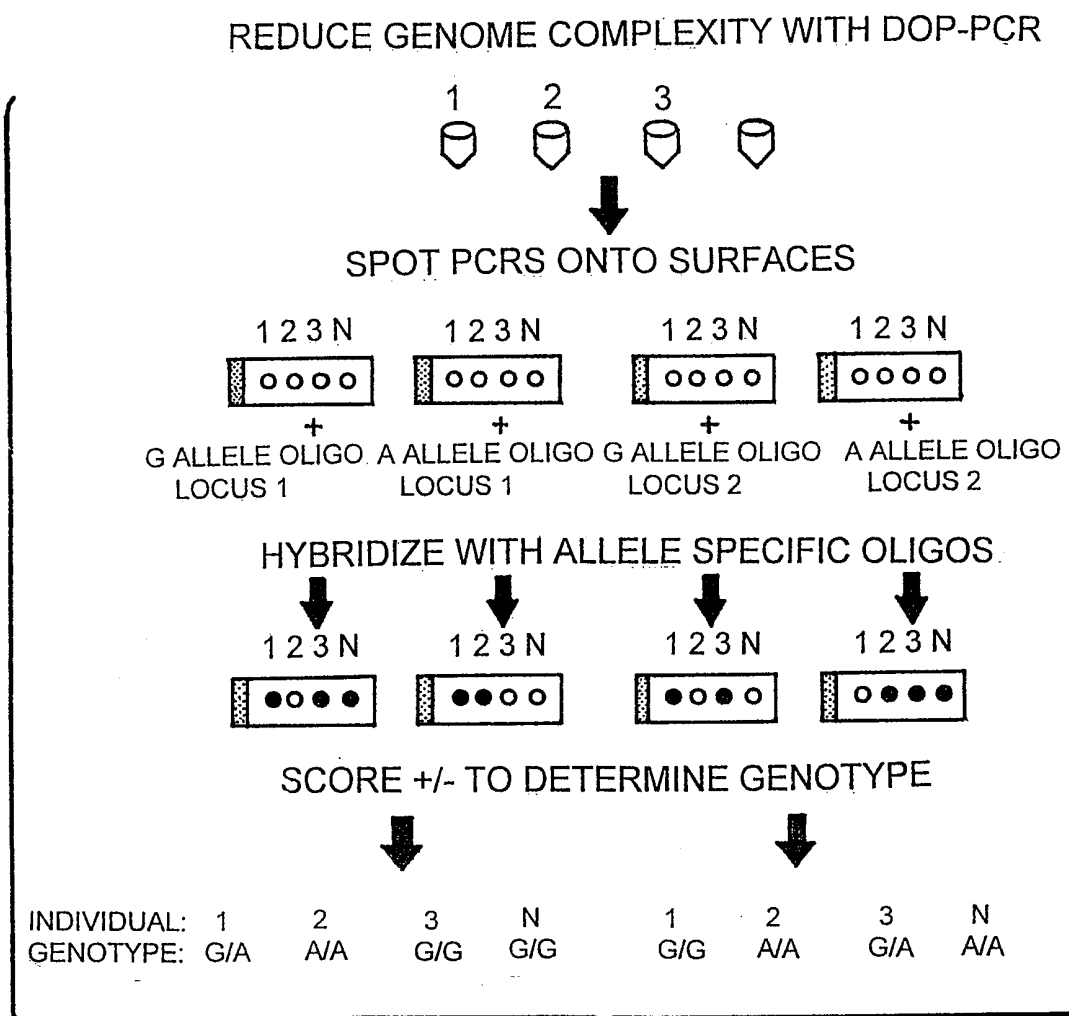 REDUCE GENOME COMPLEXITY WITH DOP-PCR
1 2 3
SPOT PCRS ONTO SURFACES
1 2 3 N 1 2 3 N 1 2 3 N 1 2 3 N
+ + + +
G ALLELE OLIGO A ALLELE OLIGO G ALLELE OLIGO A ALLELE OLIGO
LOCUS 1 LOCUS 1 LOCUS 2 LOCUS 2
HYBRIDIZE WITH ALLELE SPECIFIC OLIGOS
1 2 3 N 1 2 3 N 1 2 3 N 1 2 3 N
SCORE +/- TO DETERMINE GENOTYPE
INDIVIDUAL: 1 2 3 N 1 2 3 N
GENOTYPE: G/A A/A G/G G/G G/G A/A G/A A/A